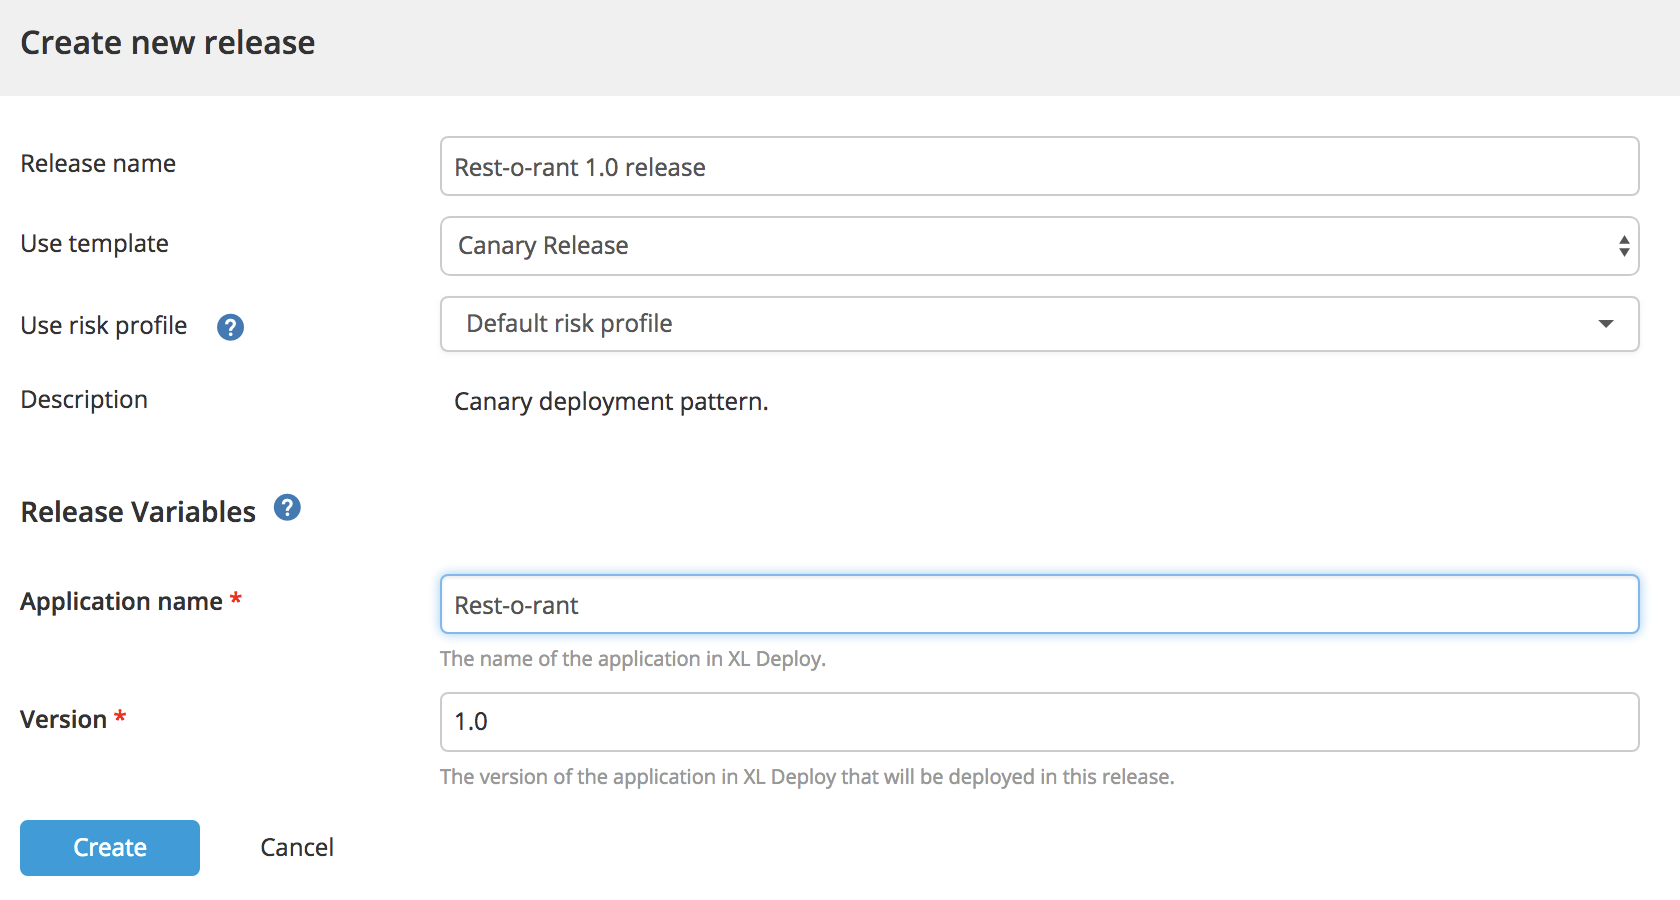 Create new release
Release name
Rest-o-rant 1.0 release
Use template
Canary Release
Use risk profile ?
Default risk profile
Description
Canary deployment pattern.
Release Variables ?
Application name *
Rest-o-rant
The name of the application in XL Deploy.
Version *
1.0
The version of the application in XL Deploy that will be deployed in this release.
Create
Cancel